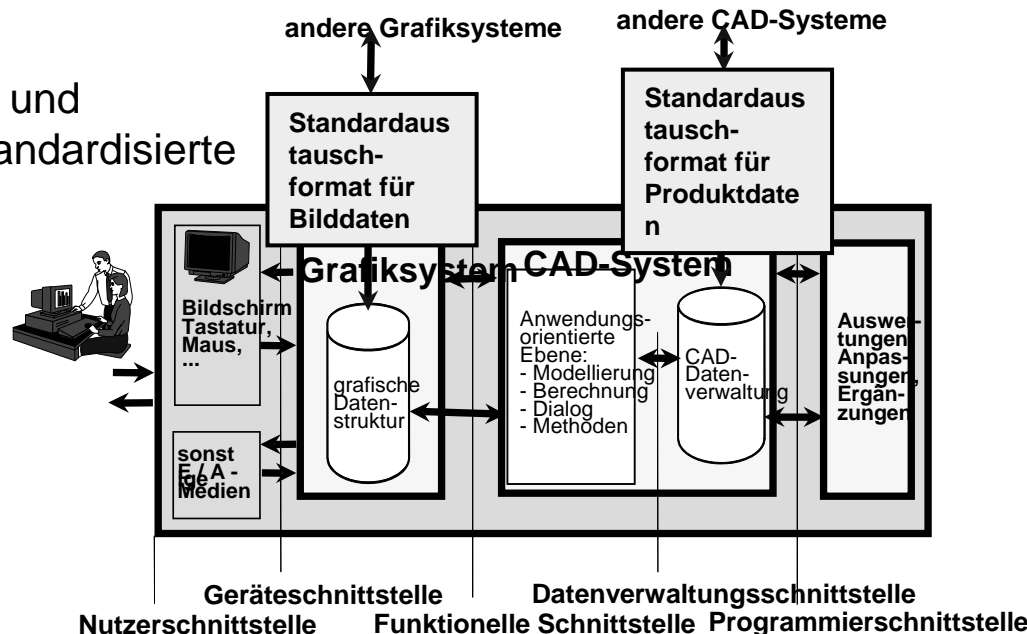 andere Grafiksysteme
andere CAD-Systeme
und
andardisierte
Standardaus
tausch-
format für
Bilddaten
Standardaus
tausch-
format für
Produktdate
n
Grafiksystem
CAD-System
Bildschirm
Tastatur,
Maus,
...
sonst
ige
E / A -
Medien
grafische
Daten-
struktur
Anwendungs-
orientierte
Ebene:
- Modellierung
- Berechnung
- Dialog
- Methoden
CAD-
Daten-
verwaltung
Auswer-
tungen
Anpas-
sungen,
Ergän-
zungen
Geräteschnittstelle
Datenverwaltungsschnittstelle
Nutzerschnittstelle
Funktionelle Schnittstelle
Programmierschnittstelle